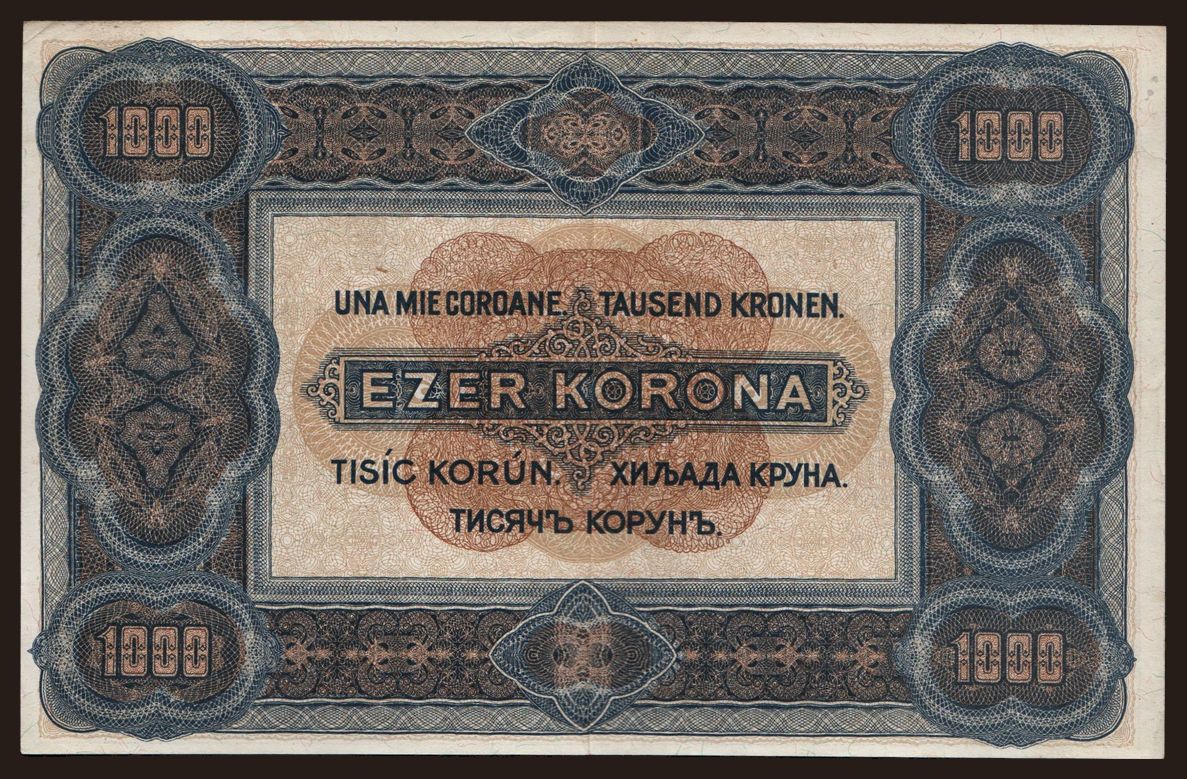 1000 1000
UNA MIE COROANE. TAUSEND KRONEN.
EZER KORONA
TISÍC KORÚN. ХИЉАДА КРУНА.
ТИСЯЧЪ КОРУНЪ.
1000 1000